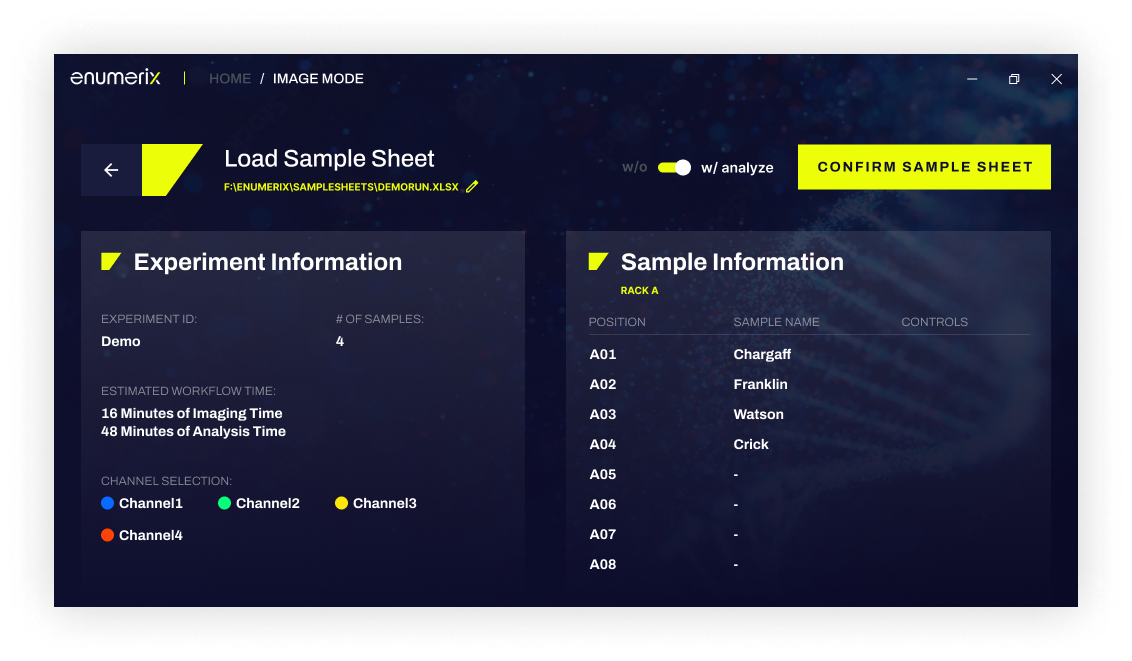 enumerix | HOME / IMAGE MODE
Load Sample Sheet
F:\ENUMERIX\SAMPLESHEETS\DEMORUN.XLSX
w/o w/ analyze
CONFIRM SAMPLE SHEET
Experiment Information
EXPERIMENT ID: # OF SAMPLES:
Demo 4
ESTIMATED WORKFLOW TIME:
16 Minutes of Imaging Time
48 Minutes of Analysis Time
CHANNEL SELECTION:
Channel1 Channel2 Channel3
Channel4
Sample Information
RACK A
POSITION SAMPLE NAME CONTROLS
A01 Chargaff
A02 Franklin
A03 Watson
A04 Crick
A05 -
A06 -
A07 -
A08 -